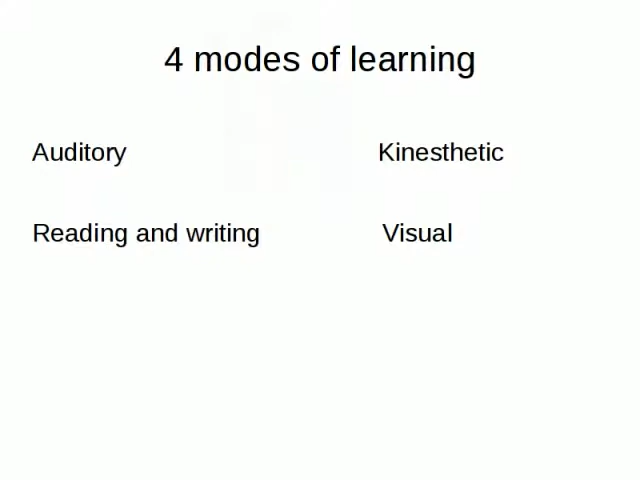 4 modes of learning
Auditory Kinesthetic
Reading and writing Visual